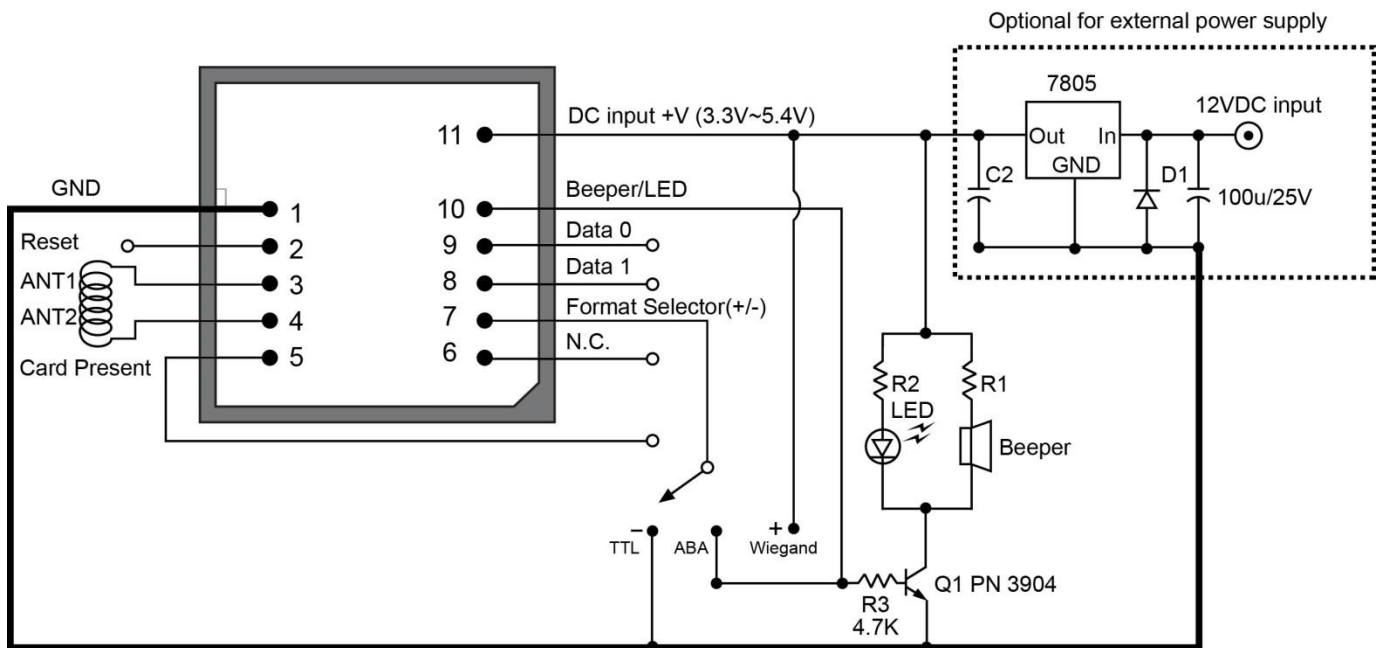 Optional for external power supply
7805
12VDC input
DC input +V (3.3V~5.4V)
11
Out
In
GND
C2
D1
100u/25V
GND
Beeper/LED
1
10
Reset
2
9
Data 0
ANT1
3
8
Data 1
ANT2
4
7
Format Selector(+/-)
Card Present
5
6
N.C.
R2
R1
LED
Beeper
−
+
TTL
ABA
Wiegand
Q1 PN 3904
R3
4.7K